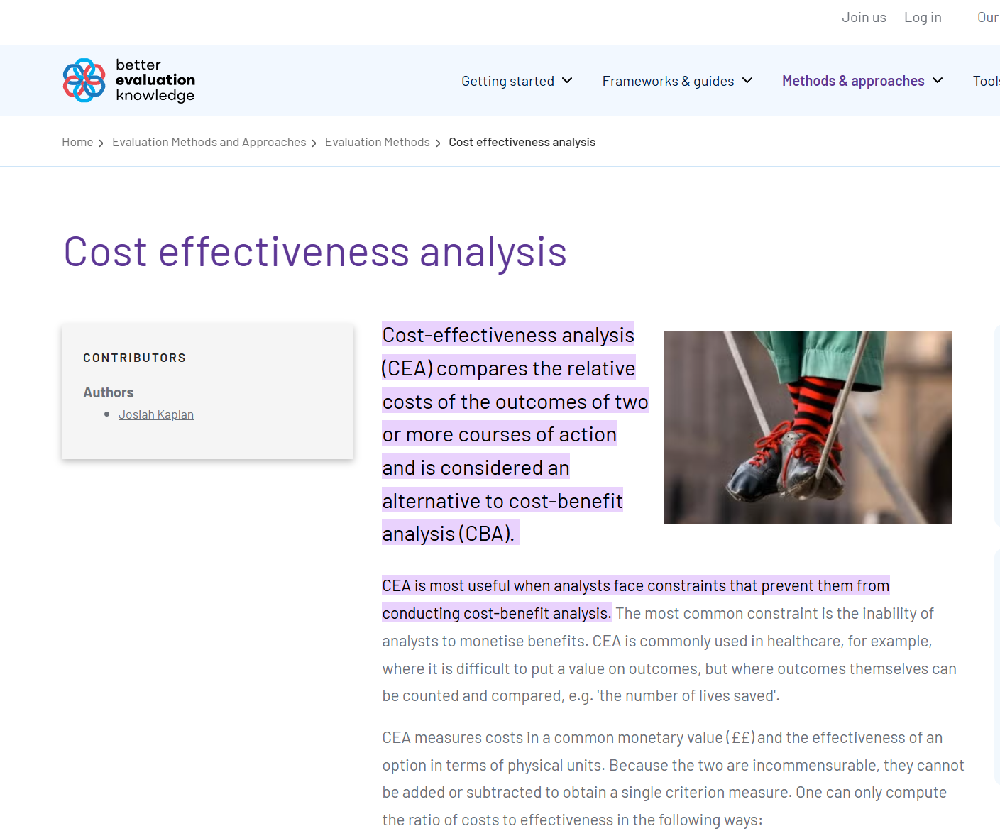 Join us Log in Our
better
evaluation
knowledge
Getting started Frameworks & guides Methods & approaches Tools
Home › Evaluation Methods and Approaches › Evaluation Methods › Cost effectiveness analysis
Cost effectiveness analysis
CONTRIBUTORS
Authors
• Josiah Kaplan
Cost-effectiveness analysis
(CEA) compares the relative
costs of the outcomes of two
or more courses of action
and is considered an
alternative to cost-benefit
analysis (CBA).
CEA is most useful when analysts face constraints that prevent them from
conducting cost-benefit analysis. The most common constraint is the inability of
analysts to monetise benefits. CEA is commonly used in healthcare, for example,
where it is difficult to put a value on outcomes, but where outcomes themselves can
be counted and compared, e.g. 'the number of lives saved'.
CEA measures costs in a common monetary value (££) and the effectiveness of an
option in terms of physical units. Because the two are incommensurable, they cannot
be added or subtracted to obtain a single criterion measure. One can only compute
the ratio of costs to effectiveness in the following ways: